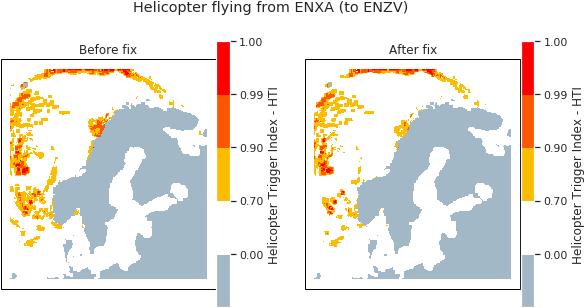 Helicopter flying from ENXA (to ENZV)
Before fix
1.00
0.99
0.90
0.70
0.00
Helicopter Trigger Index - HTI
After fix
1.00
0.99
0.90
0.70
0.00
Helicopter Trigger Index - HTI